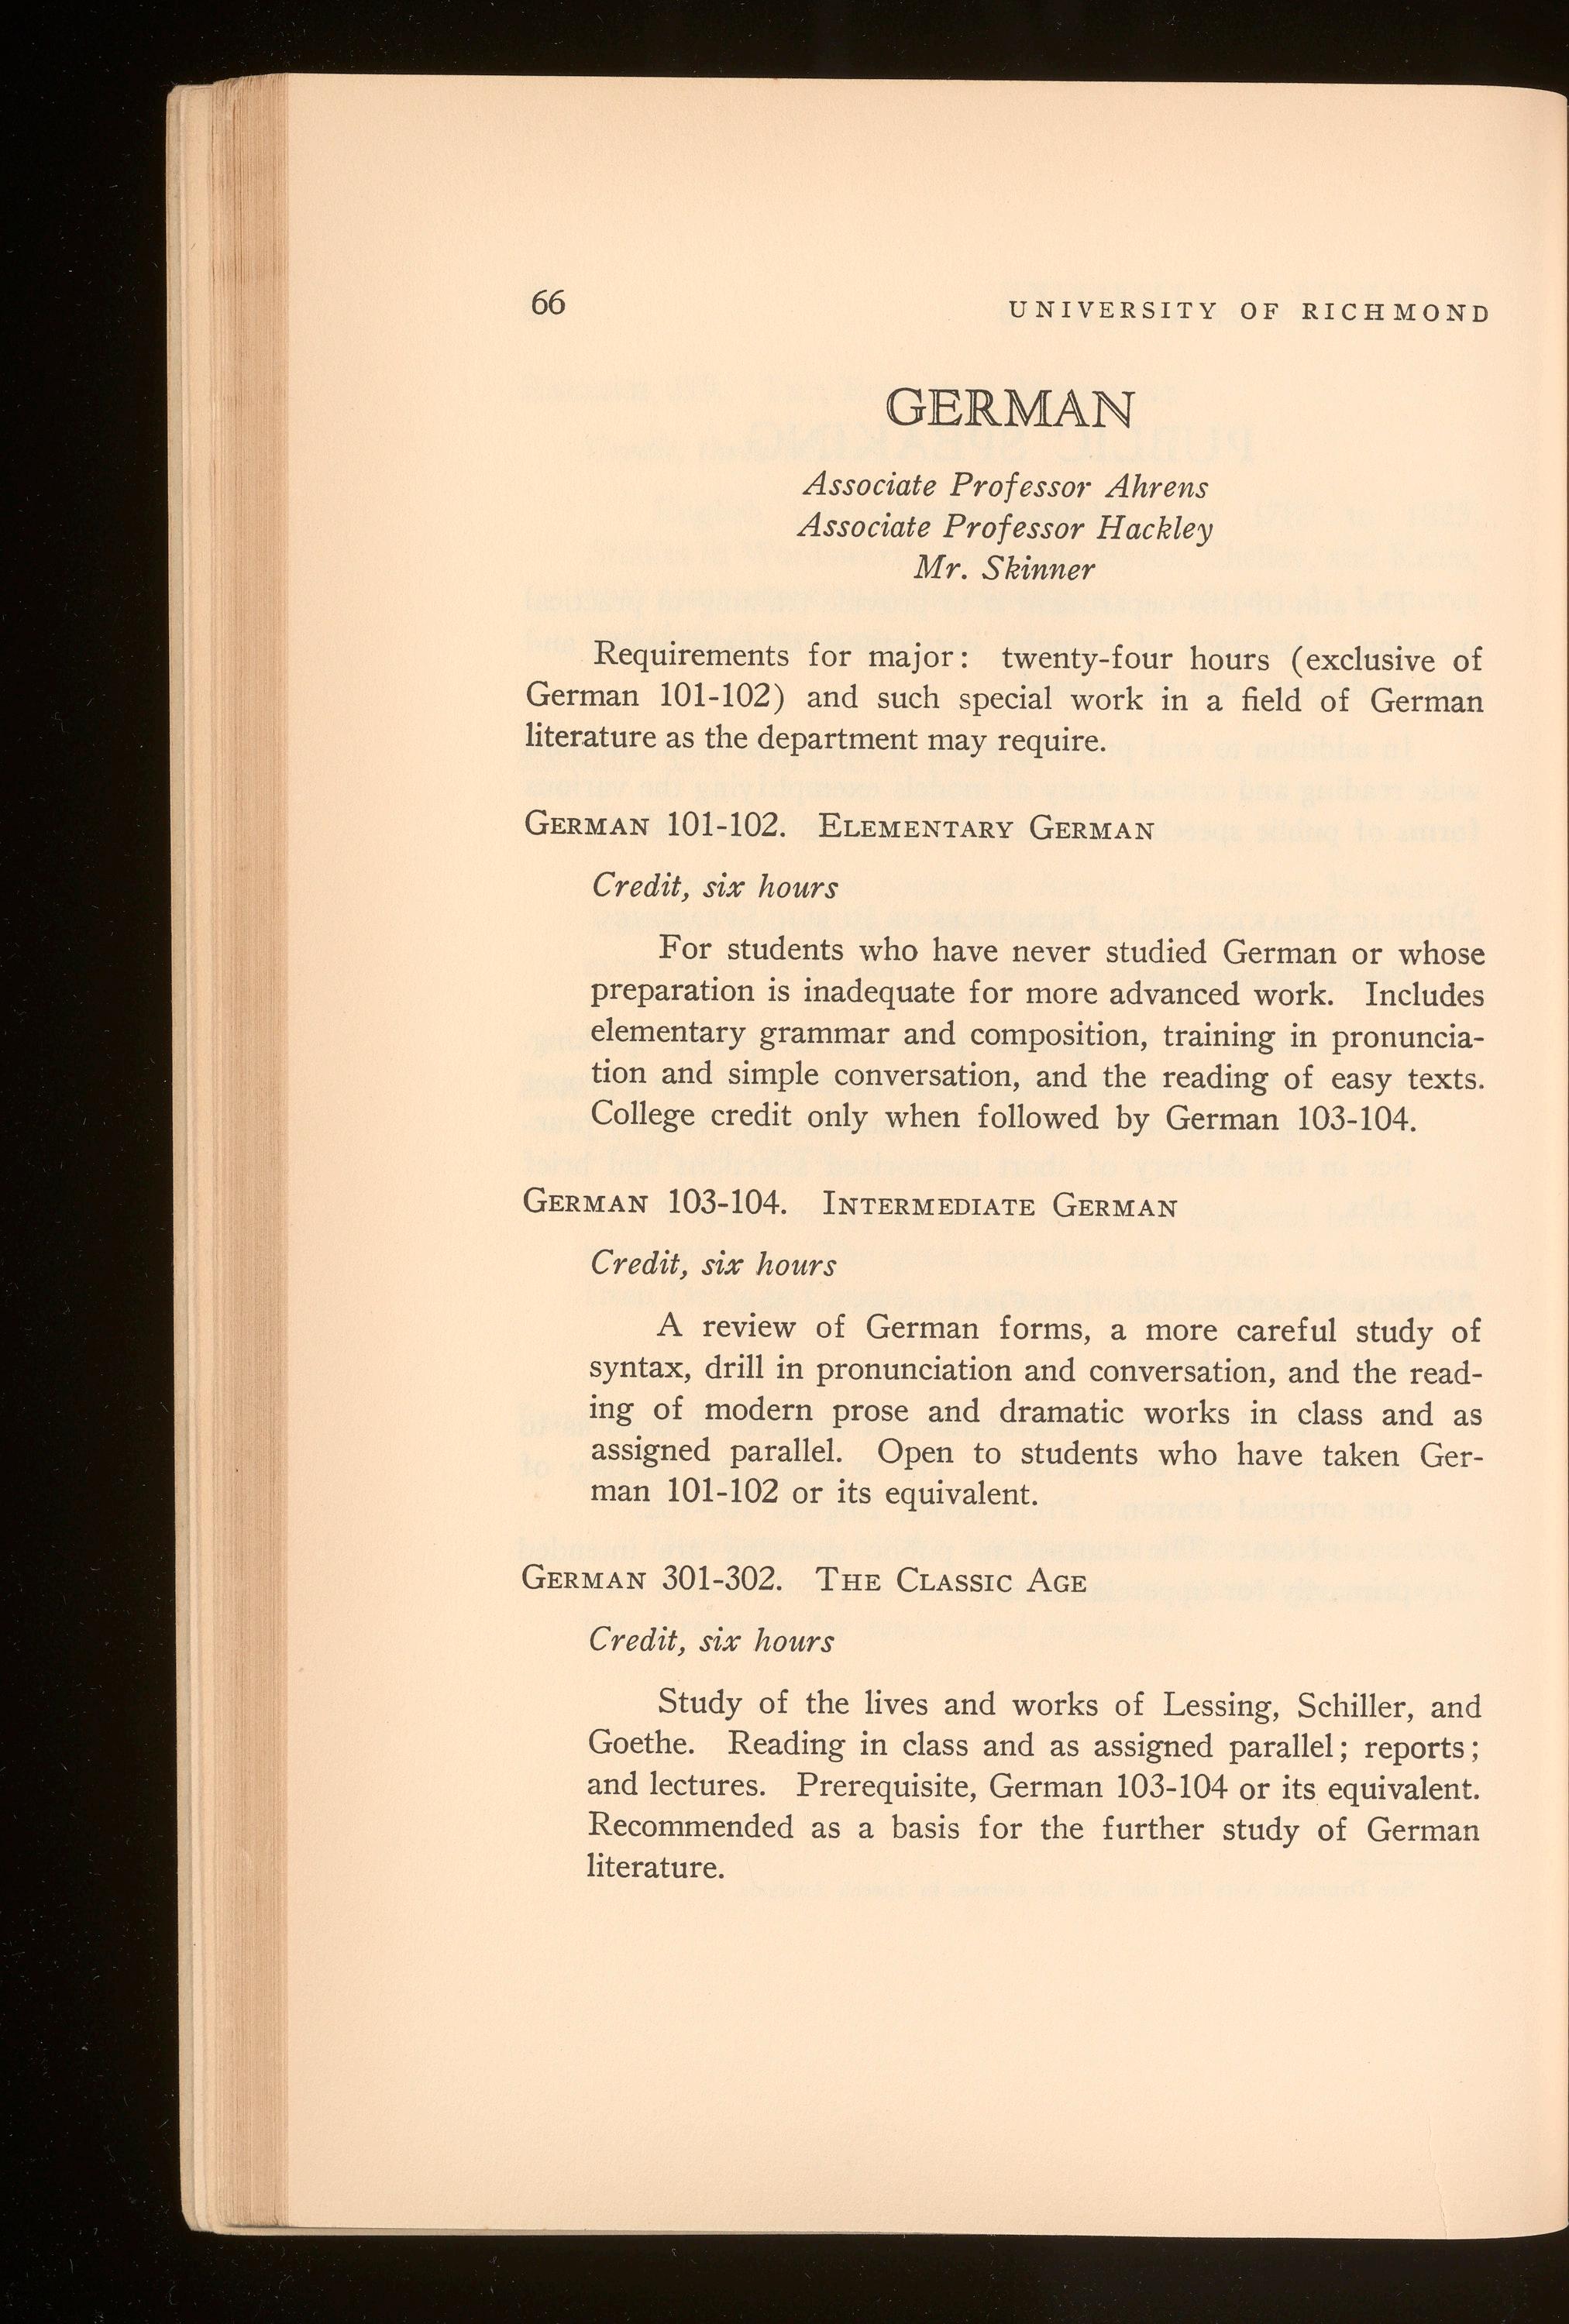 66
UNIVERSITY OF RICHMOND
GERMAN
Associate Professor Ahrens
Associate Professor Hackley
Mr. Skinner
Requirements for major: twenty-four hours (exclusive of
German 101-102) and such special work in a field of German
literature as the department may require.
GERMAN 101-102. ELEMENTARY GERMAN
Credit, six hours
For students who have never studied German or whose
preparation is inadequate for more advanced work. Includes
elementary grammar and composition, training in pronuncia-
tion and simple conversation, and the reading of easy texts.
College credit only when followed by German 103-104.
GERMAN 103-104. INTERMEDIATE GERMAN
Credit, six hours
A review of German forms, a more careful study of
syntax, drill in pronunciation and conversation, and the read-
ing of modern prose and dramatic works in class and as
assigned parallel. Open to students who have taken Ger-
man 101-102 or its equivalent.
GERMAN 301-302. THE CLASSIC AGE
Credit, six hours
Study of the lives and works of Lessing, Schiller, and
Goethe. Reading in class and as assigned parallel; reports;
and lectures. Prerequisite, German 103-104 or its equivalent.
Recommended as a basis for the further study of German
literature.